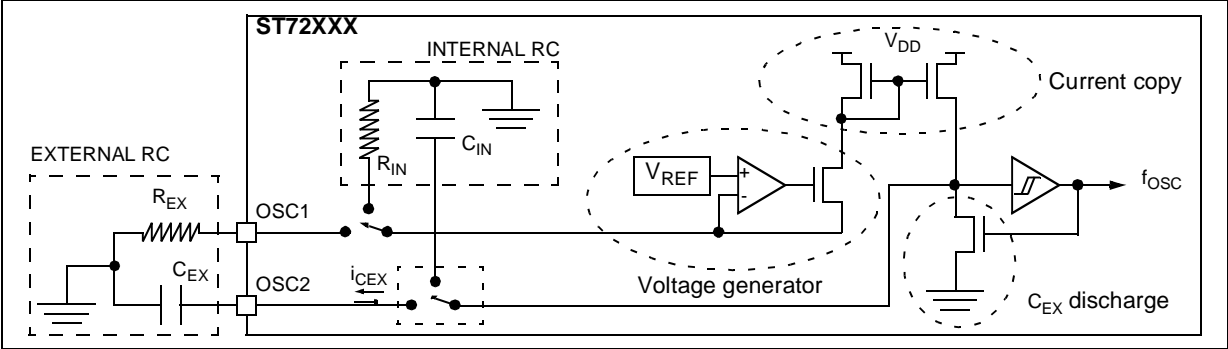 ST72XXX
INTERNAL RC
VDD
Current copy
CIN
RIN
EXTERNAL RC
VREF
+
-
fOSC
REX
OSC1
CEX
OSC2
iCEX
Voltage generator
CEX discharge